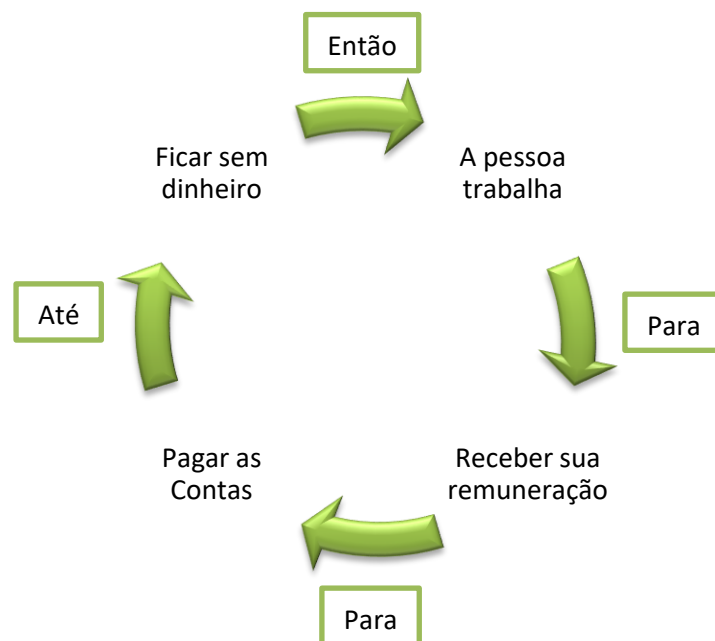 Então
Ficar sem
dinheiro
A pessoa
trabalha
Até
Para
Pagar as
Contas
Receber sua
remuneração
Para